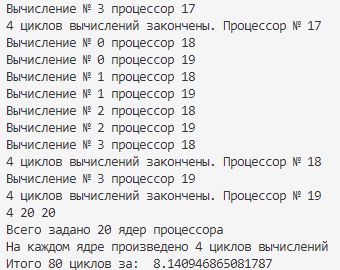 Вычисление № 3 процессор 17
4 циклов вычислений закончены. Процессор № 17
Вычисление № 0 процессор 18
Вычисление № 0 процессор 19
Вычисление № 1 процессор 18
Вычисление № 1 процессор 19
Вычисление № 2 процессор 18
Вычисление № 2 процессор 19
Вычисление № 3 процессор 18
4 циклов вычислений закончены. Процессор № 18
Вычисление № 3 процессор 19
4 циклов вычислений закончены. Процессор № 19
4 20 20
Всего задано 20 ядер процессора
На каждом ядре произведено 4 циклов вычислений
Итого 80 циклов за:  8.140946865081787